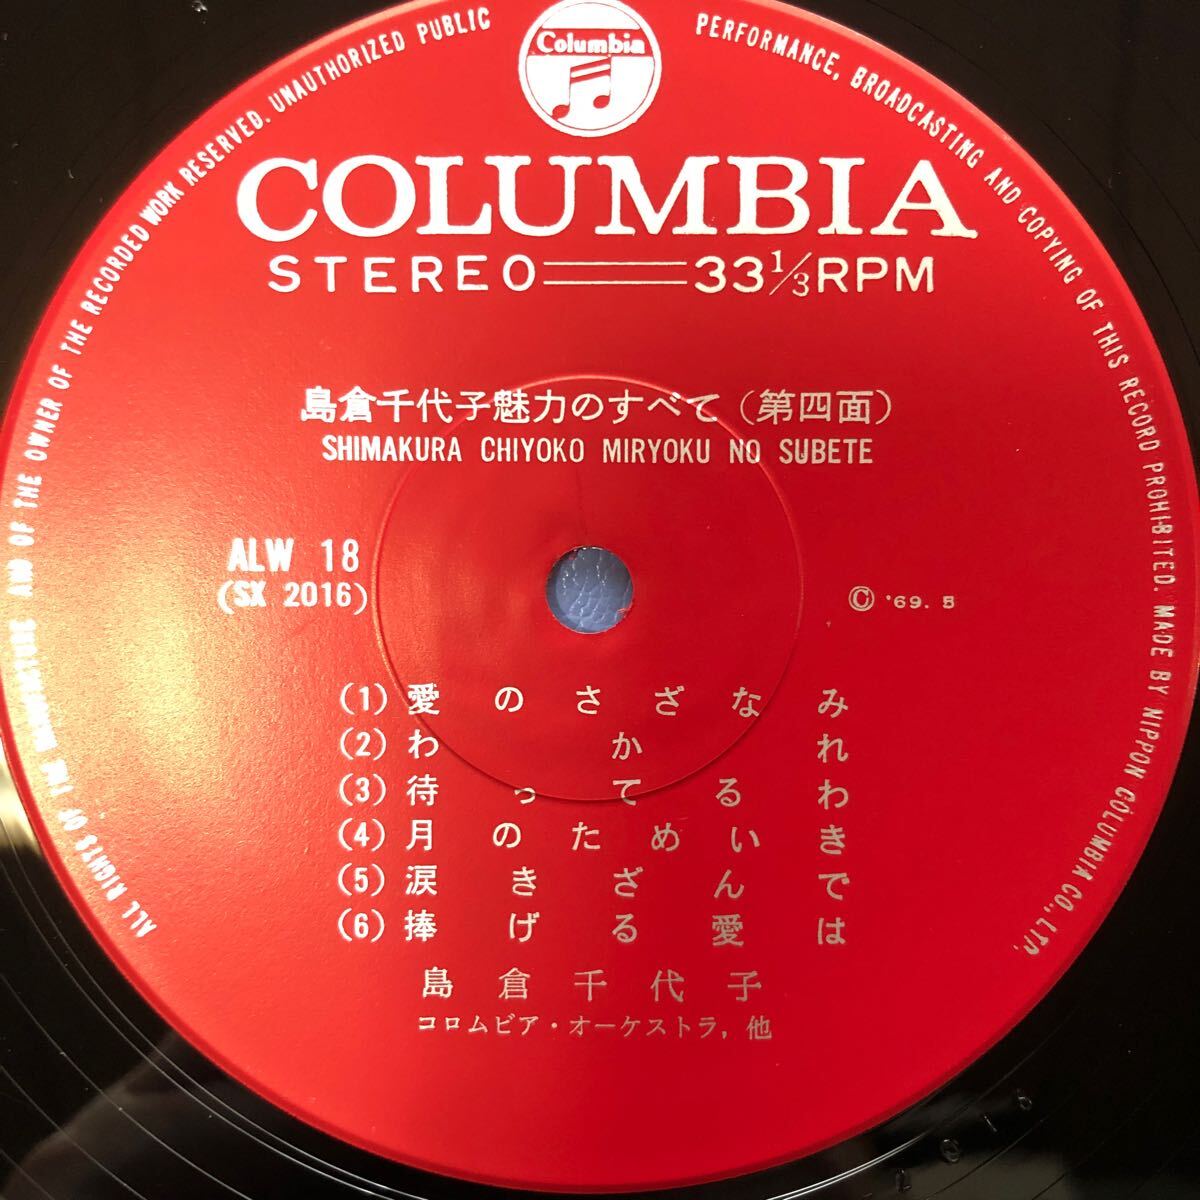 Columbia
COLUMBIA
STEREO 33 1/3 RPM
島倉千代子魅力のすべて(第四面)
SHIMAKURA CHIYOKO MIRYOKU NO SUBETE
ALW 18
(SX 2016)
© '69. 5
(1) 愛のさざなみ
(2) わかれ
(3) 待ってるわ
(4) 月のためいき
(5) 涙きざんで
(6) 捧げる愛は
島倉千代子
コロムビア・オーケストラ, 他
ALL RIGHTS OF THE MANUFACTURE AND OF THE OWNER OF THE RECORDED WORK RESERVED. UNAUTHORIZED PUBLIC PERFORMANCE, BROADCASTING AND COPYING OF THIS RECORD PROHIBITED. MADE BY NIPPON COLUMBIA CO., LTD.